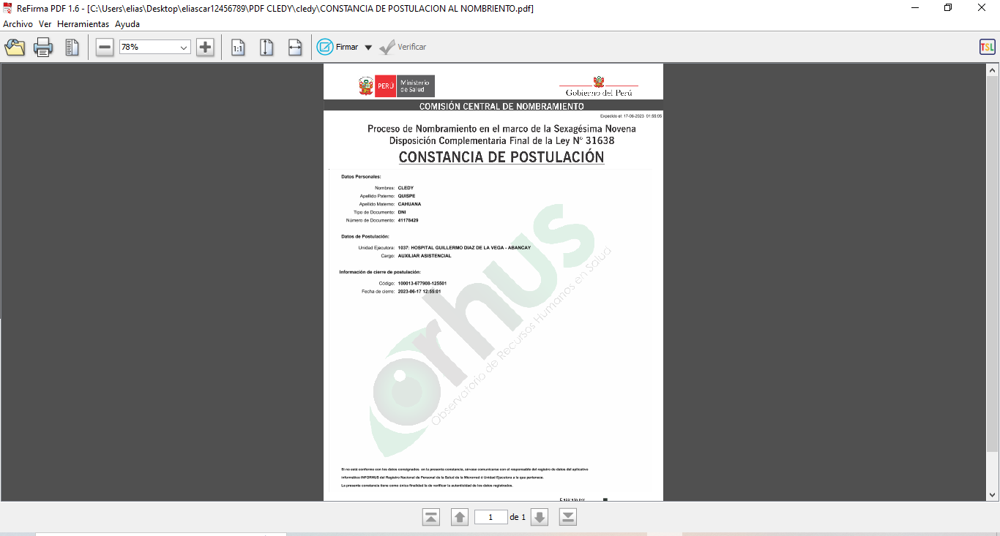 ReFirma PDF 1.6 - [C:\Users\elias\Desktop\eliascar12456789\PDF CLEDY\cledy\CONSTANCIA DE POSTULACION AL NOMBRIENTO.pdf]
Archivo Ver Herramientas Ayuda
78%
1:1
Firmar
Verificar
TSL
PERÚ
Ministerio
de Salud
Gobierno del Perú
COMISIÓN CENTRAL DE NOMBRAMIENTO
Expedido el: 17-06-2023 01:55:05
Proceso de Nombramiento en el marco de la Sexagésima Novena
Disposición Complementaria Final de la Ley N° 31638
CONSTANCIA DE POSTULACIÓN
Datos Personales:
Nombres: CLEDY
Apellido Paterno: QUISPE
Apellido Materno: CAHUANA
Tipo de Documento: DNI
Número de Documento: 41178429
Datos de Postulación:
Unidad Ejecutora: 1037: HOSPITAL GUILLERMO DIAZ DE LA VEGA - ABANCAY
Cargo: AUXILIAR ASISTENCIAL
Información de cierre de postulación:
Código: 100013-677908-125501
Fecha de cierre: 2023-06-17 12:55:01
orhus
Observatorio de Recursos Humanos en Salud
Si no está conforme con los datos consignados en la presente constancia, sírvase comunicarse con el responsable del registro de datos del aplicativo
informático INFORHUS del Registro Nacional de Personal de la Salud de la Microrred ó Unidad Ejecutora a la que pertenece.
La presente constancia tiene como única finalidad la de verificar la autenticidad de los datos registrados.
1 de 1